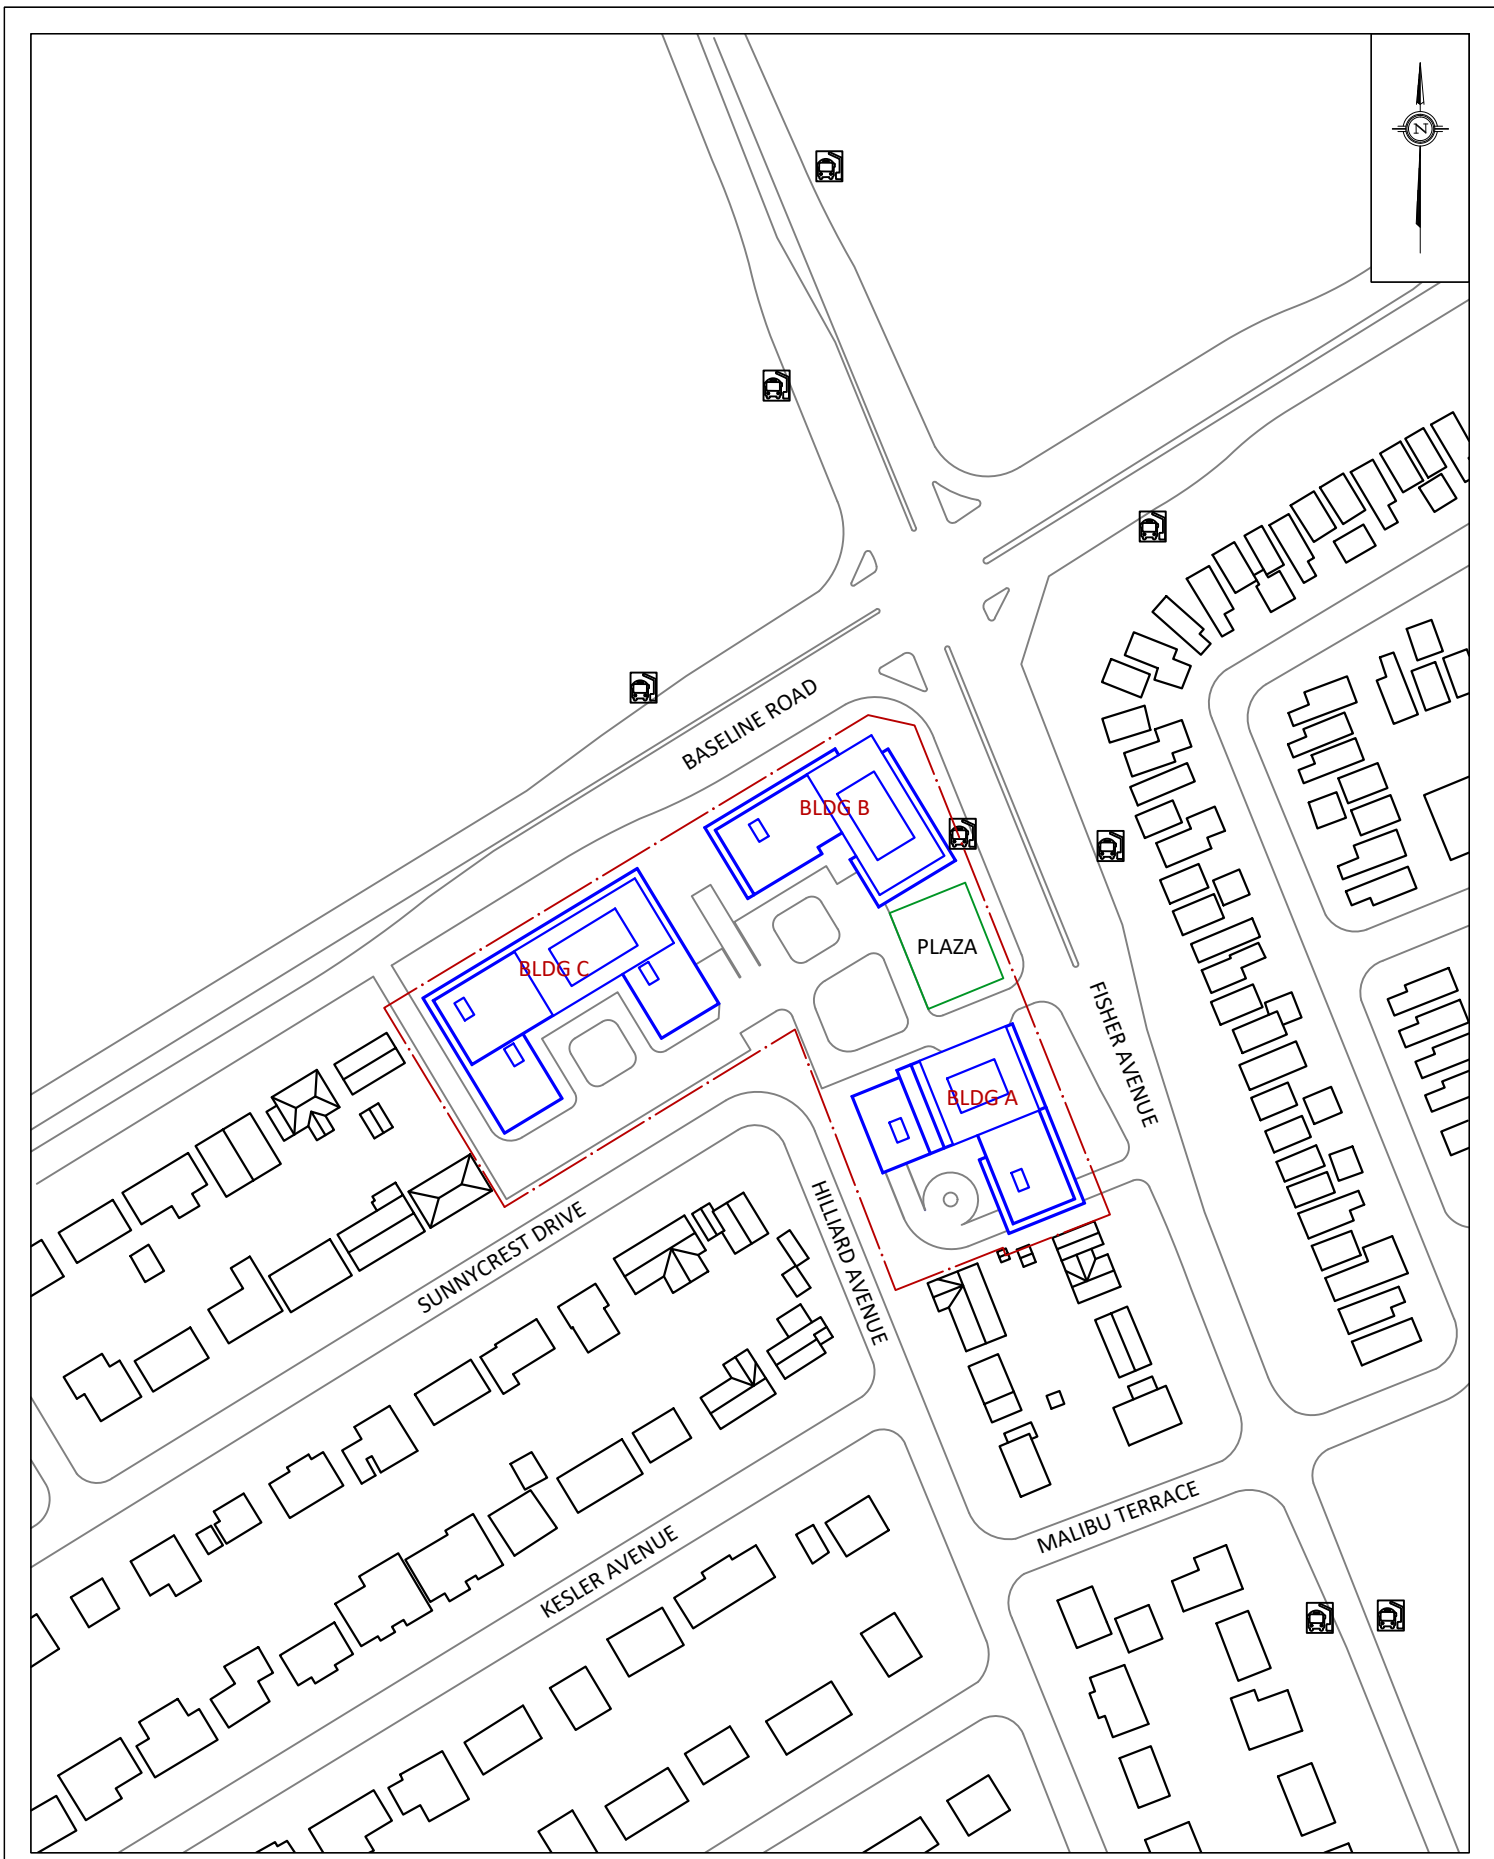 N
BASELINE ROAD
BLDG B
PLAZA
BLDG C
FISHER AVENUE
BLDG A
SUNNYCREST DRIVE
HILLIARD AVENUE
MALIBU TERRACE
KESLER AVENUE